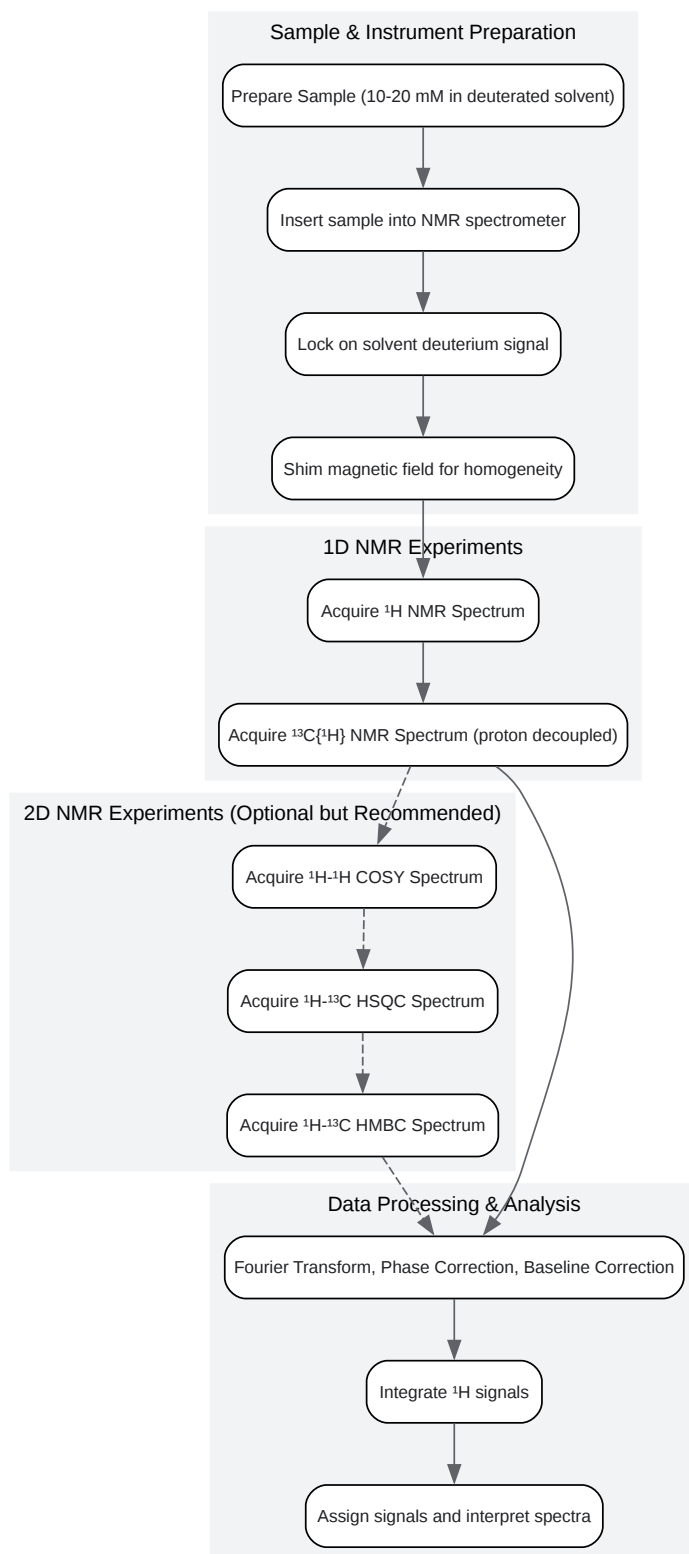 Sample & Instrument Preparation
Prepare Sample (10-20 mM in deuterated solvent)
Insert sample into NMR spectrometer
Lock on solvent deuterium signal
Shim magnetic field for homogeneity
1D NMR Experiments
Acquire ¹H NMR Spectrum
Acquire ¹³C{¹H} NMR Spectrum (proton decoupled)
2D NMR Experiments (Optional but Recommended)
Acquire ¹H-¹H COSY Spectrum
Acquire ¹H-¹³C HSQC Spectrum
Acquire ¹H-¹³C HMBC Spectrum
Data Processing & Analysis
Fourier Transform, Phase Correction, Baseline Correction
Integrate ¹H signals
Assign signals and interpret spectra